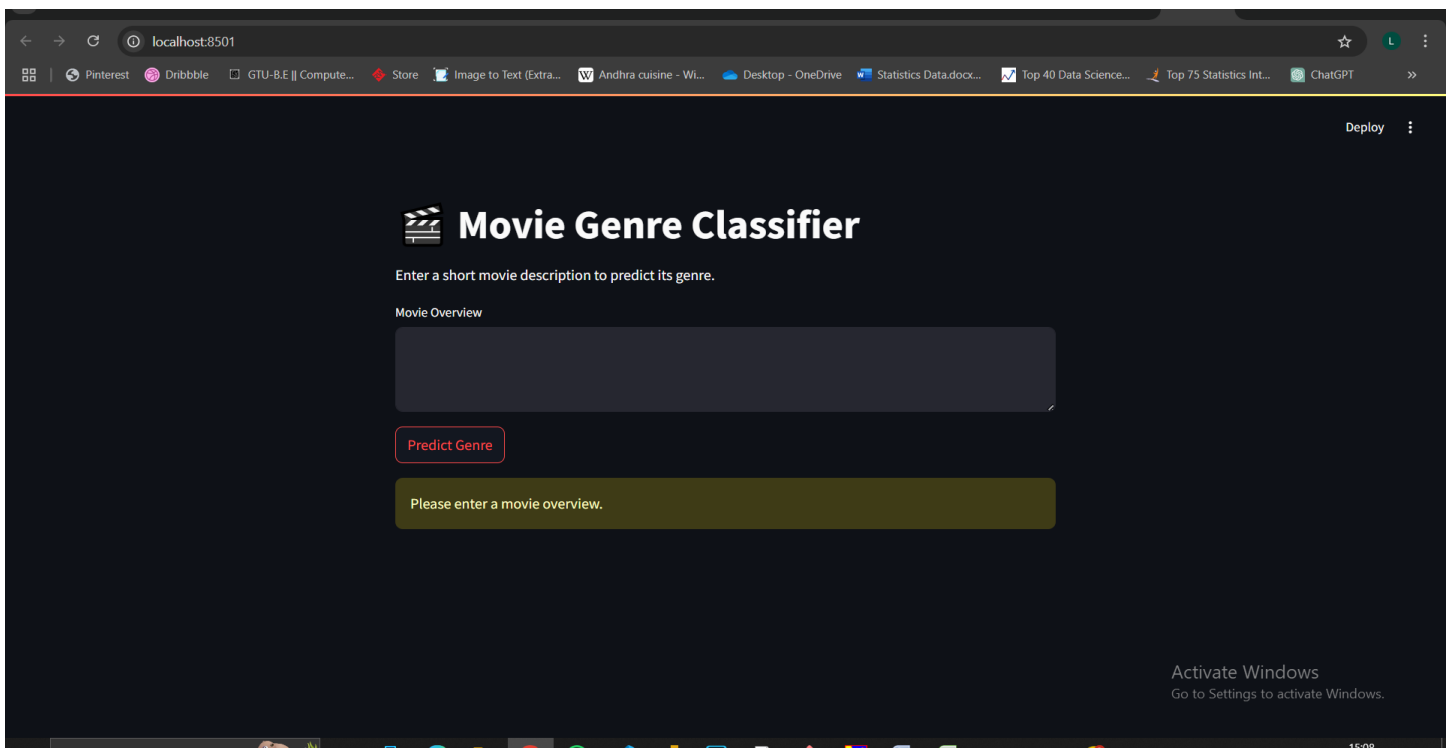 localhost:8501
L
Pinterest Dribbble GTU-B.E || Compute... Store Image to Text (Extra... W Andhra cuisine - Wi... Desktop - OneDrive Statistics Data.docx... Top 40 Data Science... Top 75 Statistics Int... ChatGPT »
Deploy
Movie Genre Classifier
Enter a short movie description to predict its genre.
Movie Overview
Predict Genre
Please enter a movie overview.
Activate Windows
Go to Settings to activate Windows.
15:08